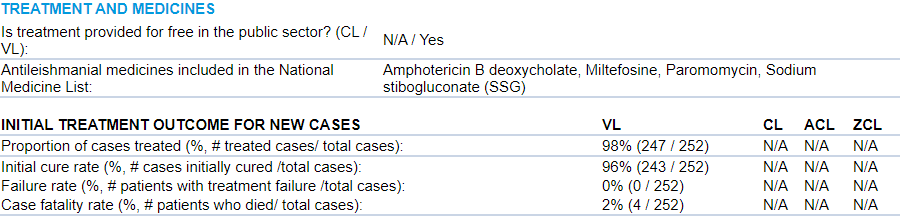 TREATMENT AND MEDICINES
Is treatment provided for free in the public sector? (CL / VL): N/A / Yes
Antileishmanial medicines included in the National Medicine List: Amphotericin B deoxycholate, Miltefosine, Paromomycin, Sodium stibogluconate (SSG)
INITIAL TREATMENT OUTCOME FOR NEW CASES VL CL ACL ZCL
Proportion of cases treated (%, # treated cases/ total cases): 98% (247 / 252) N/A N/A N/A
Initial cure rate (%, # cases initially cured /total cases): 96% (243 / 252) N/A N/A N/A
Failure rate (%, # patients with treatment failure /total cases): 0% (0 / 252) N/A N/A N/A
Case fatality rate (%, # patients who died/ total cases): 2% (4 / 252) N/A N/A N/A